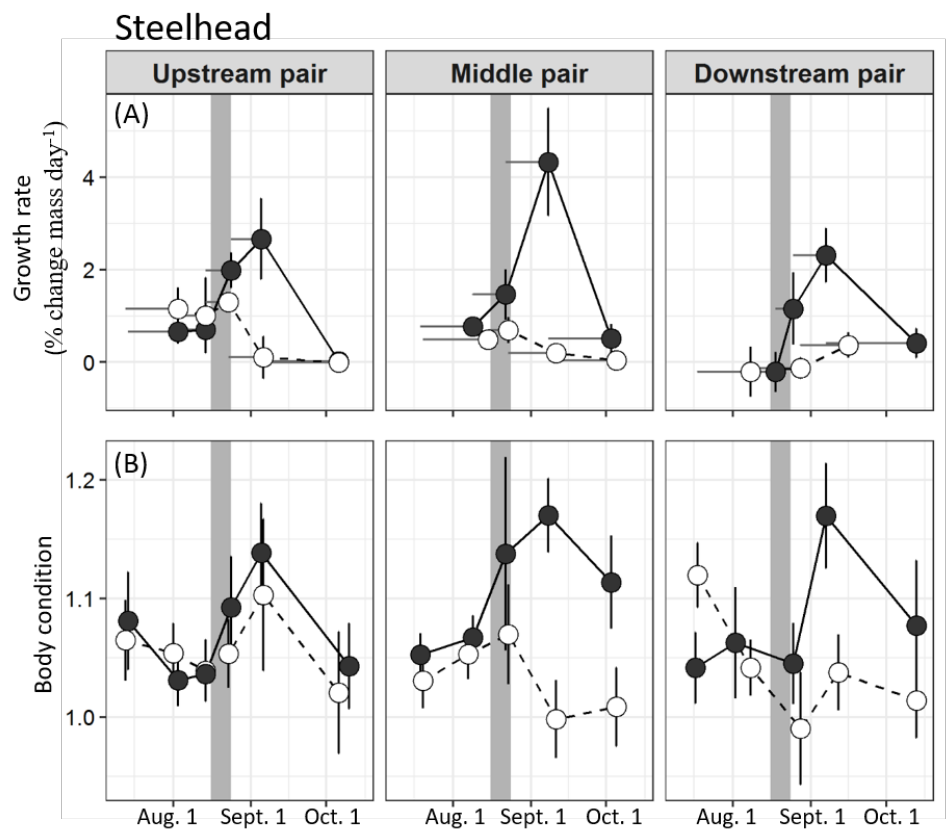 Steelhead
Upstream pair
Middle pair
Downstream pair
(A)
Growth rate
(% change mass day⁻¹)
4
2
0
(B)
Body condition
1.2
1.1
1.0
Aug. 1 Sept. 1 Oct. 1
Aug. 1 Sept. 1 Oct. 1
Aug. 1 Sept. 1 Oct. 1